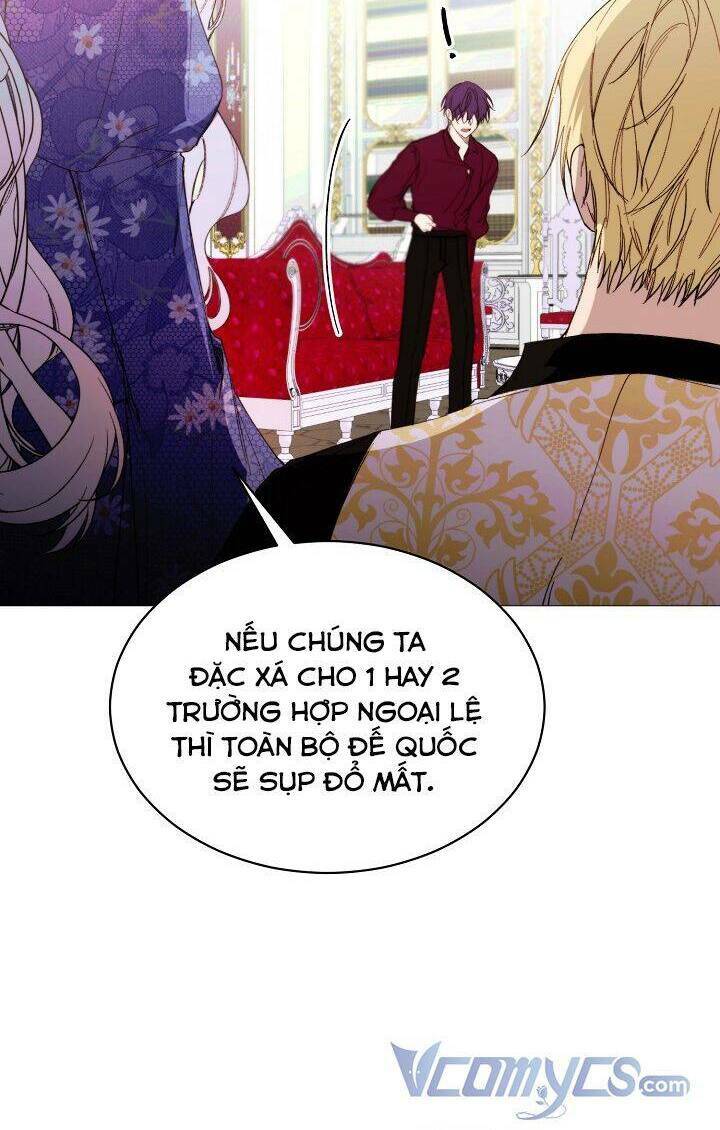 NẾU CHÚNG TA
ĐẶC XÁ CHO 1 HAY 2
TRƯỜNG HỢP NGOẠI LỆ
THÌ TOÀN BỘ ĐẾ QUỐC
SẼ SỤP ĐỔ MẤT.
VCOMYCS.com